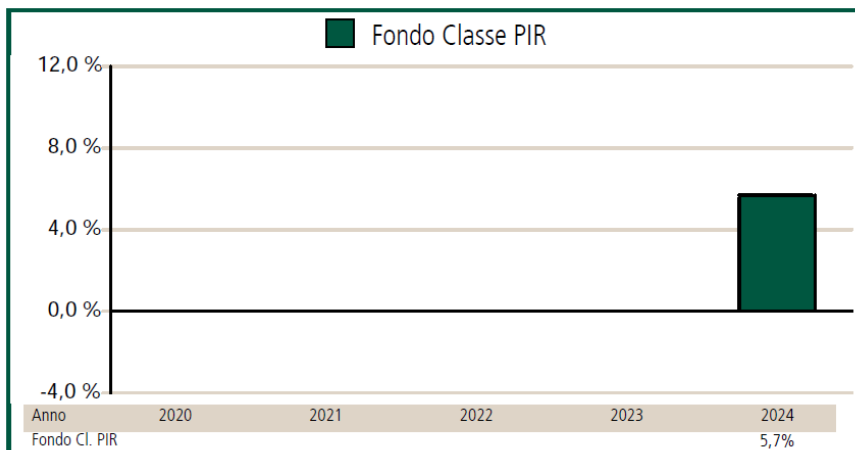 Fondo Classe PIR
12,0 %
8,0 %
4,0 %
0,0 %
-4,0 %
Anno 2020 2021 2022 2023 2024
Fondo Cl. PIR 5,7%